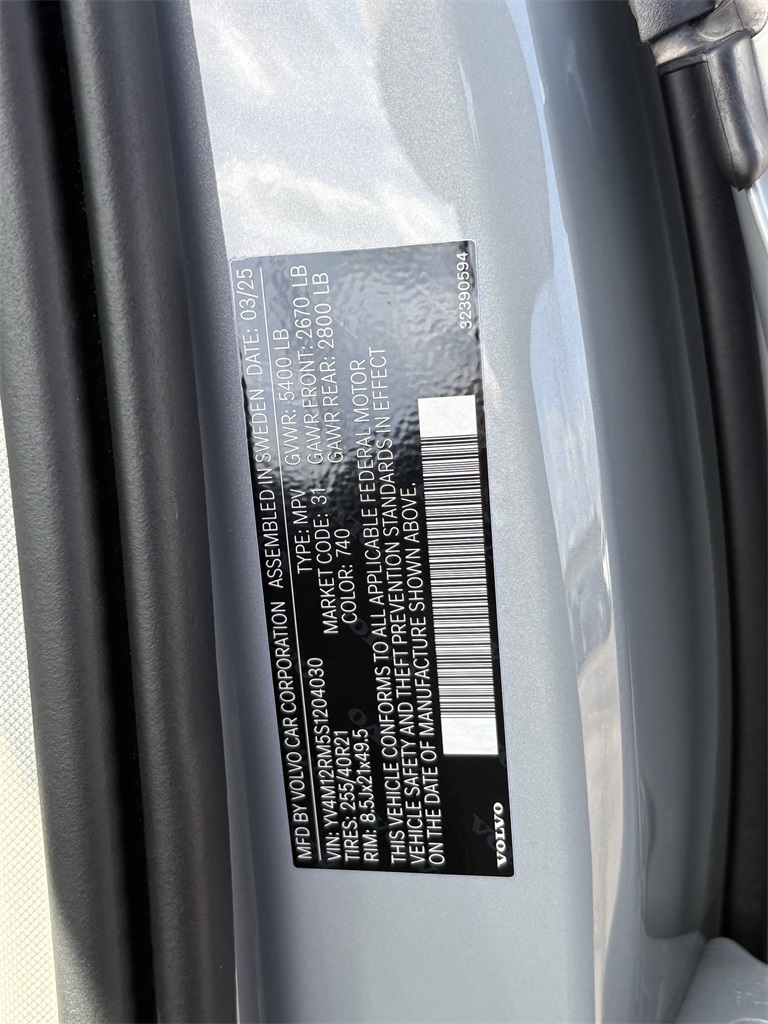 MFD BY VOLVO CAR CORPORATION ASSEMBLED IN SWEDEN DATE: 03/25
VIN: YV4M12RM5S1204030 TYPE: MPV GVWR: 5400 LB
TIRES: 255/40R21 MARKET CODE: 31 GAWR FRONT: 2670 LB
RIM: 8.5Jx21x49.5 COLOR: 740 GAWR REAR: 2800 LB
THIS VEHICLE CONFORMS TO ALL APPLICABLE FEDERAL MOTOR
VEHICLE SAFETY AND THEFT PREVENTION STANDARDS IN EFFECT
ON THE DATE OF MANUFACTURE SHOWN ABOVE.
VOLVO 32390594